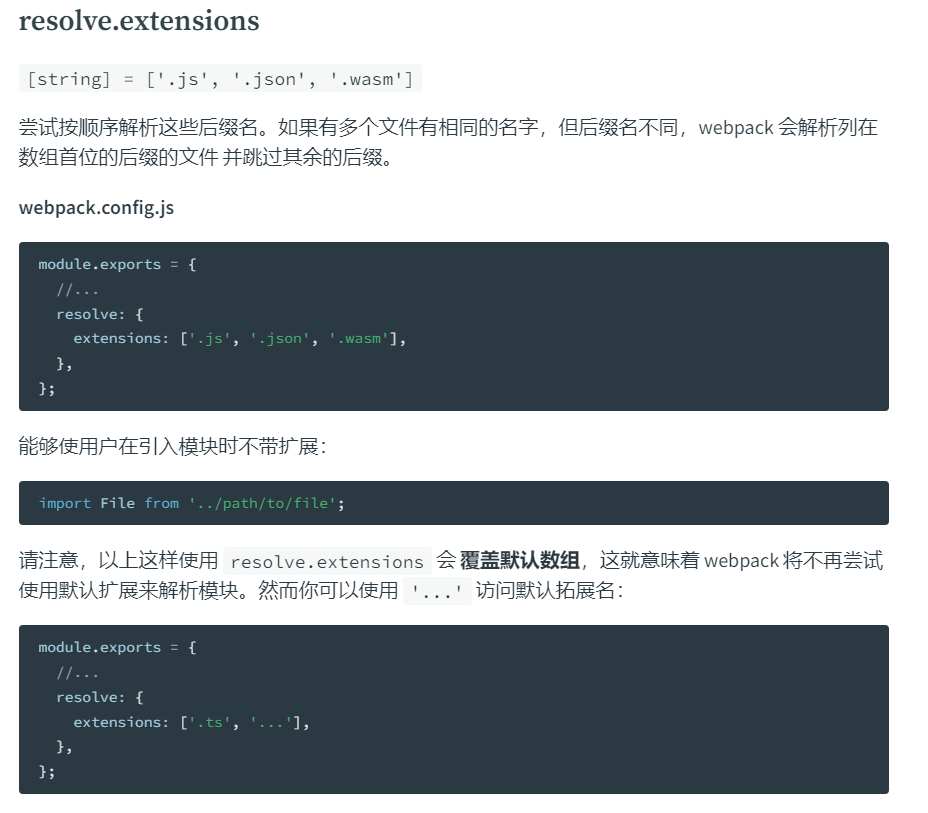 resolve.extensions
[string] = ['.js', '.json', '.wasm']
尝试按顺序解析这些后缀名。如果有多个文件有相同的名字，但后缀名不同，webpack 会解析列在
数组首位的后缀的文件 并跳过其余的后缀。
webpack.config.js
module.exports = {
  //...
  resolve: {
    extensions: ['.js', '.json', '.wasm'],
  },
};
能够使用户在引入模块时不带扩展：
import File from '../path/to/file';
请注意，以上这样使用 resolve.extensions 会 覆盖默认数组，这就意味着 webpack 将不再尝试
使用默认扩展来解析模块。然而你可以使用 '...' 访问默认拓展名：
module.exports = {
  //...
  resolve: {
    extensions: ['.ts', '...'],
  },
};